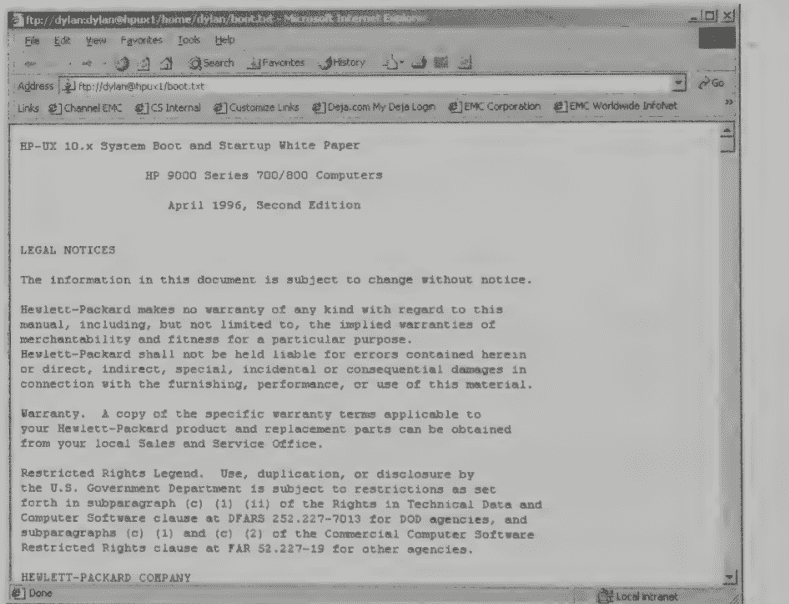 ftp://dylan:dylan@hpux1/home/dylan/boot.txt - Microsoft Internet Explorer
File Edit View Favorites Tools Help
Search Favorites History
Address ftp://dylan@hpux1/boot.txt Go
Links Channel EMC CS Internal Customize Links Deja.com My Deja Login EMC Corporation EMC Worldwide InfoNet »
HP-UX 10.x System Boot and Startup White Paper
HP 9000 Series 700/800 Computers
April 1996, Second Edition
LEGAL NOTICES
The information in this document is subject to change without notice.
Hewlett-Packard makes no warranty of any kind with regard to this
manual, including, but not limited to, the implied warranties of
merchantability and fitness for a particular purpose.
Hewlett-Packard shall not be held liable for errors contained herein
or direct, indirect, special, incidental or consequential damages in
connection with the furnishing, performance, or use of this material.
Warranty.  A copy of the specific warranty terms applicable to
your Hewlett-Packard product and replacement parts can be obtained
from your local Sales and Service Office.
Restricted Rights Legend.  Use, duplication, or disclosure by
the U.S. Government Department is subject to restrictions as set
forth in subparagraph (c) (1) (ii) of the Rights in Technical Data and
Computer Software clause at DFARS 252.227-7013 for DOD agencies, and
subparagraphs (c) (1) and (c) (2) of the Commercial Computer Software
Restricted Rights clause at FAR 52.227-19 for other agencies.
HEWLETT-PACKARD COMPANY
Done Local intranet